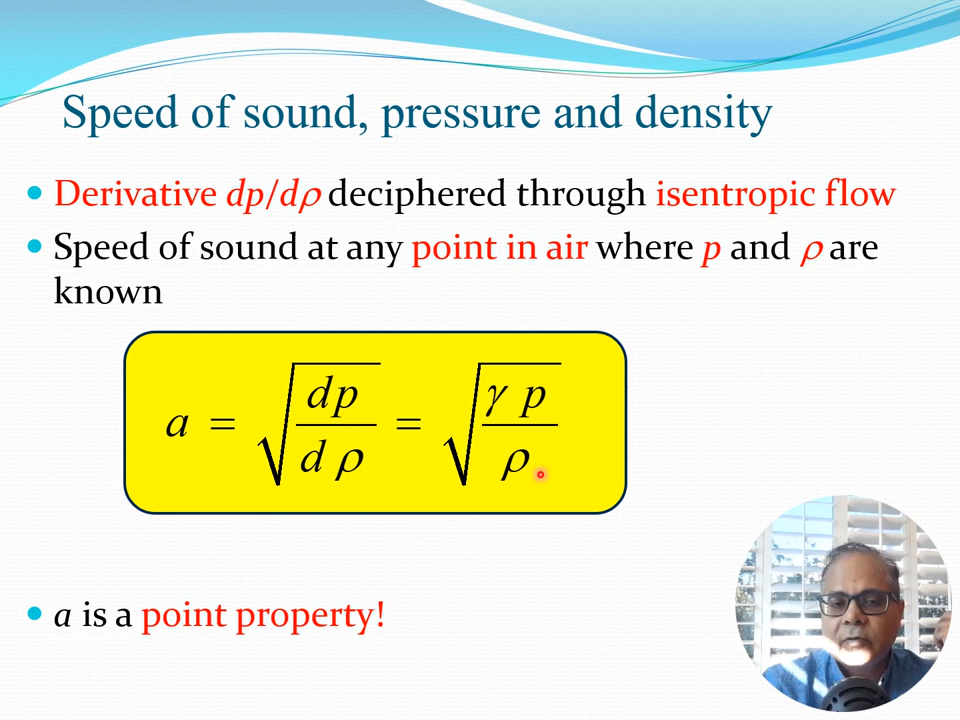 Speed of sound, pressure and density
• Derivative dp/dρ deciphered through isentropic flow
• Speed of sound at any point in air where p and ρ are
known
a = √(dp/dρ) = √(γ p/ρ)
• a is a point property!